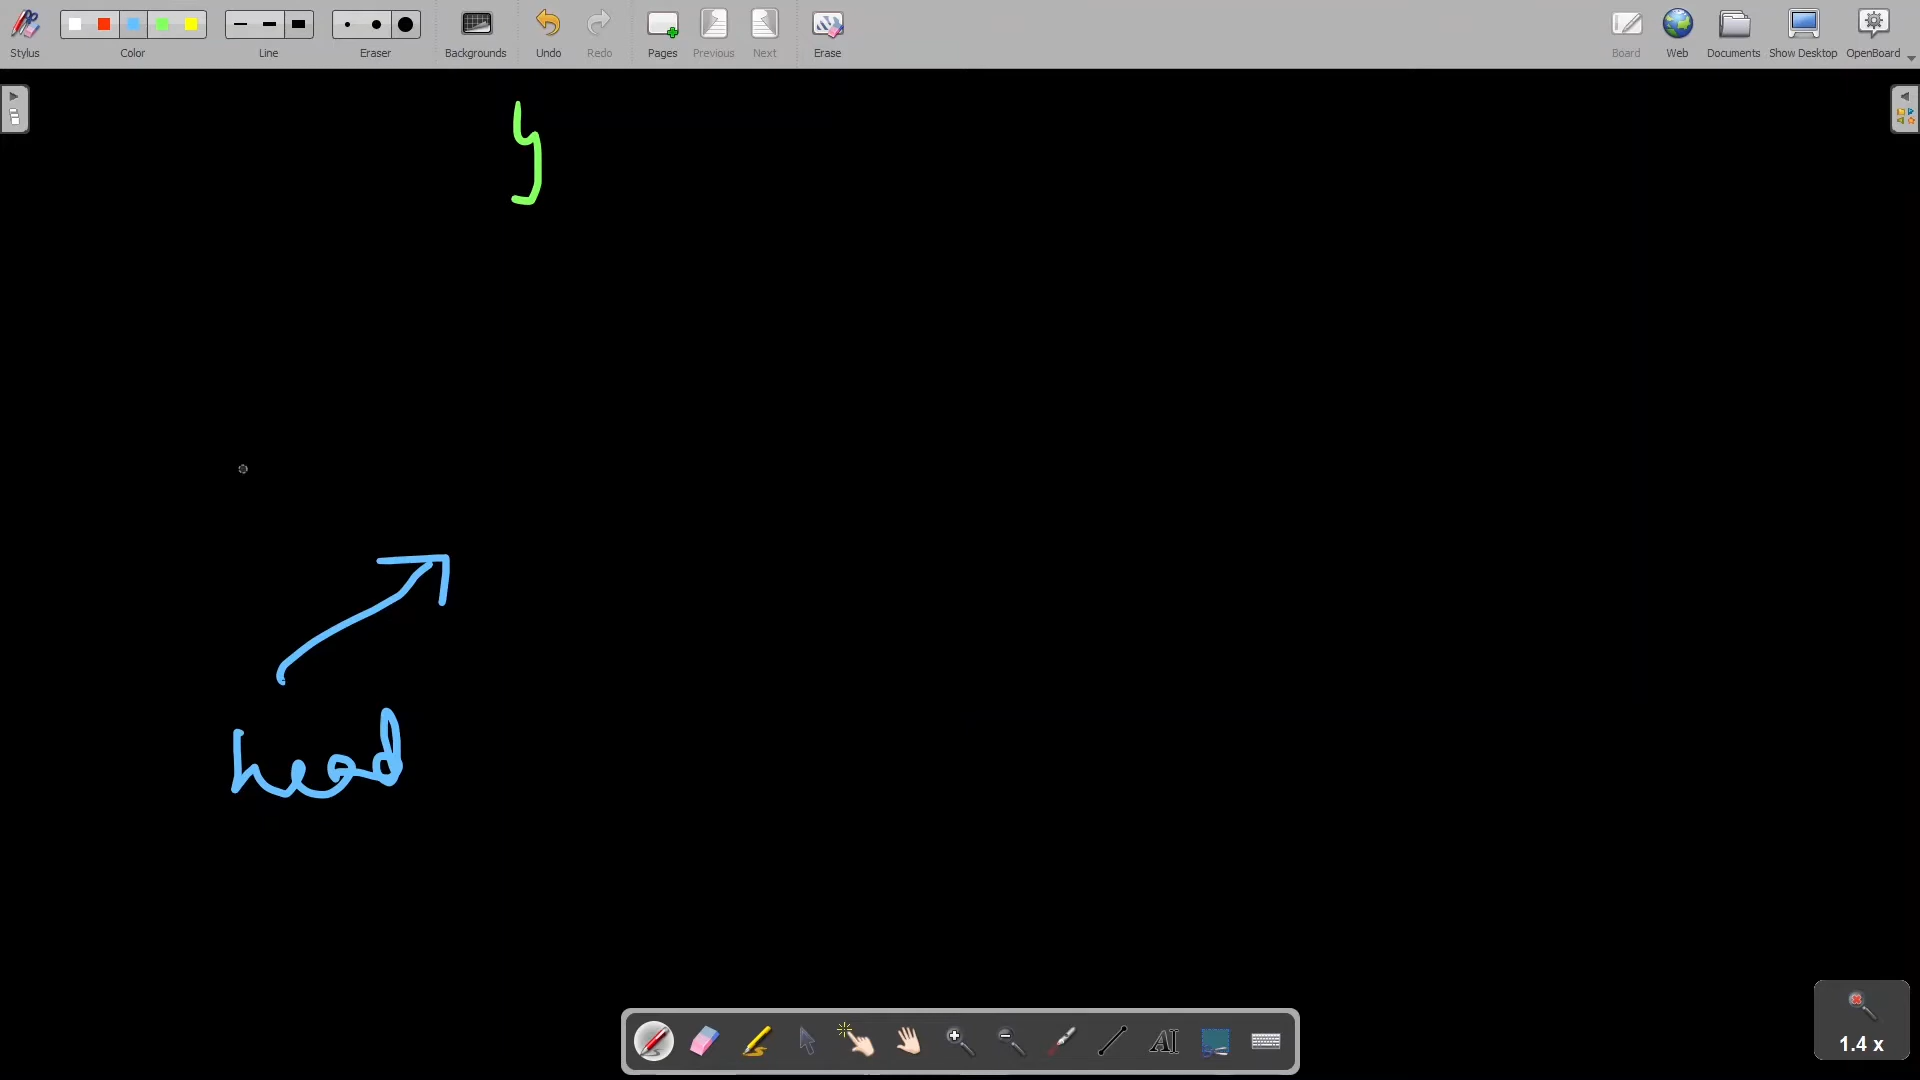 Stylus Color Line Eraser Backgrounds Undo Redo Pages Previous Next Erase Board Web Documents Show Desktop OpenBoard
head
AI
1.4 x